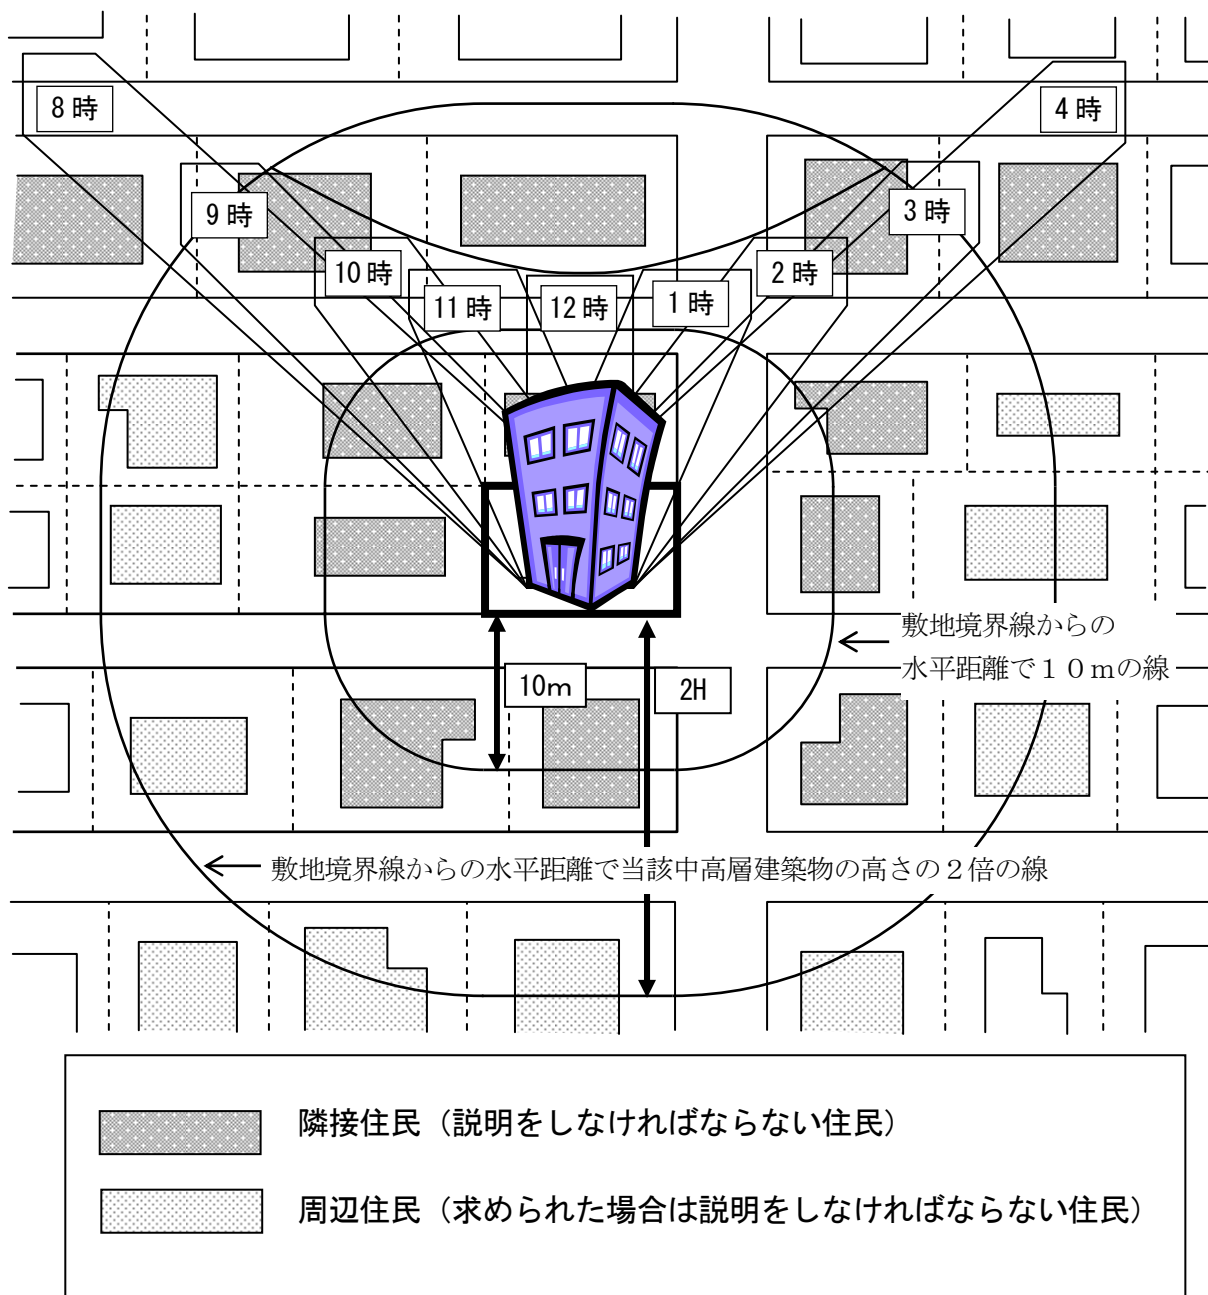 8時
4時
9時
3時
10時
2時
11時
12時
1時
敷地境界線からの
水平距離で１０ｍの線
10ｍ
2H
敷地境界線からの水平距離で当該中高層建築物の高さの２倍の線
隣接住民（説明をしなければならない住民）
周辺住民（求められた場合は説明をしなければならない住民）